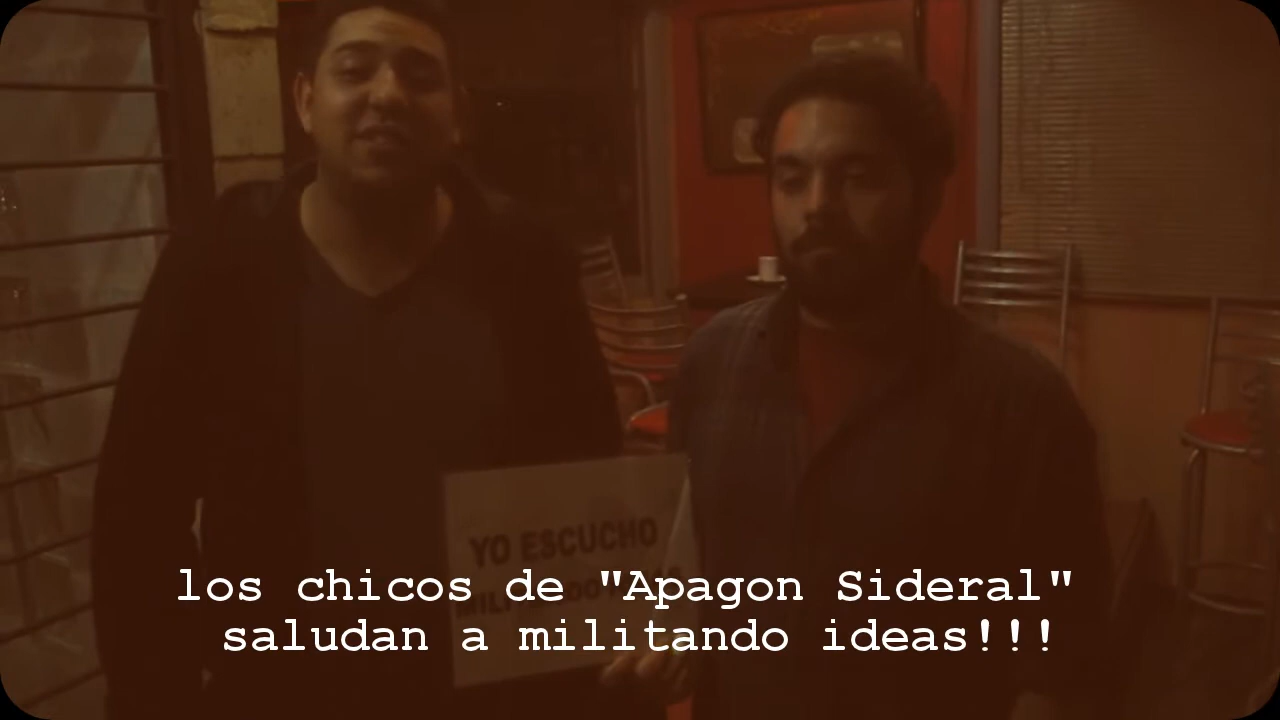 YO ESCUCHO
los chicos de "Apagon Sideral"
saludan a militando ideas!!!